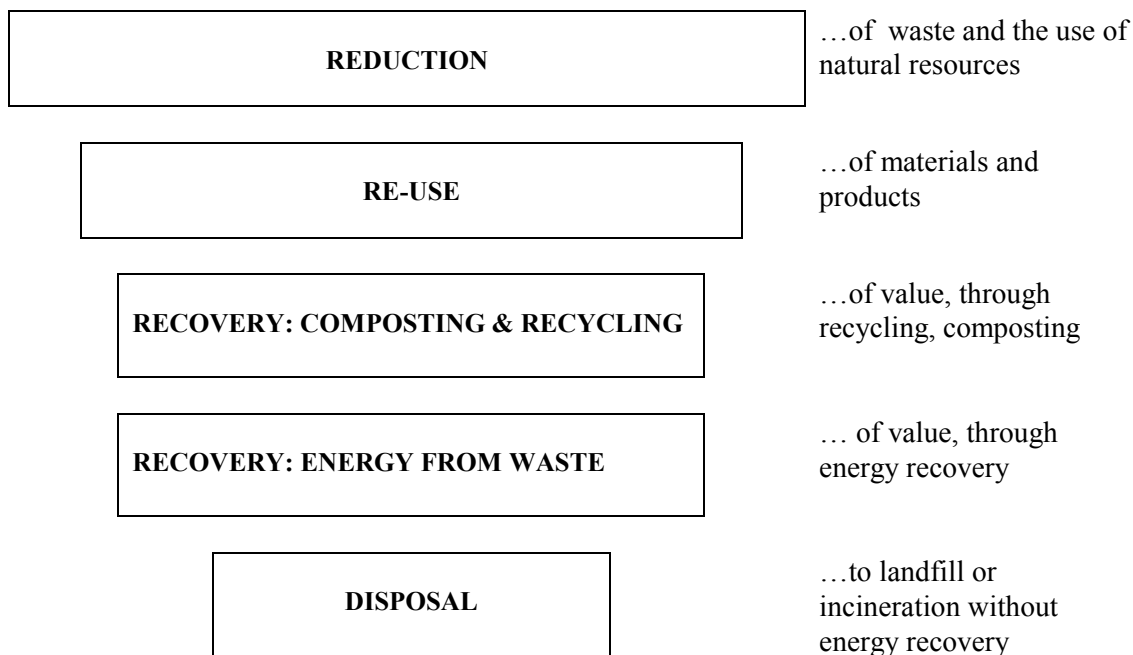 REDUCTION
…of  waste and the use of
natural resources
RE-USE
…of materials and
products
RECOVERY: COMPOSTING & RECYCLING
…of value, through
recycling, composting
RECOVERY: ENERGY FROM WASTE
… of value, through
energy recovery
DISPOSAL
…to landfill or
incineration without
energy recovery